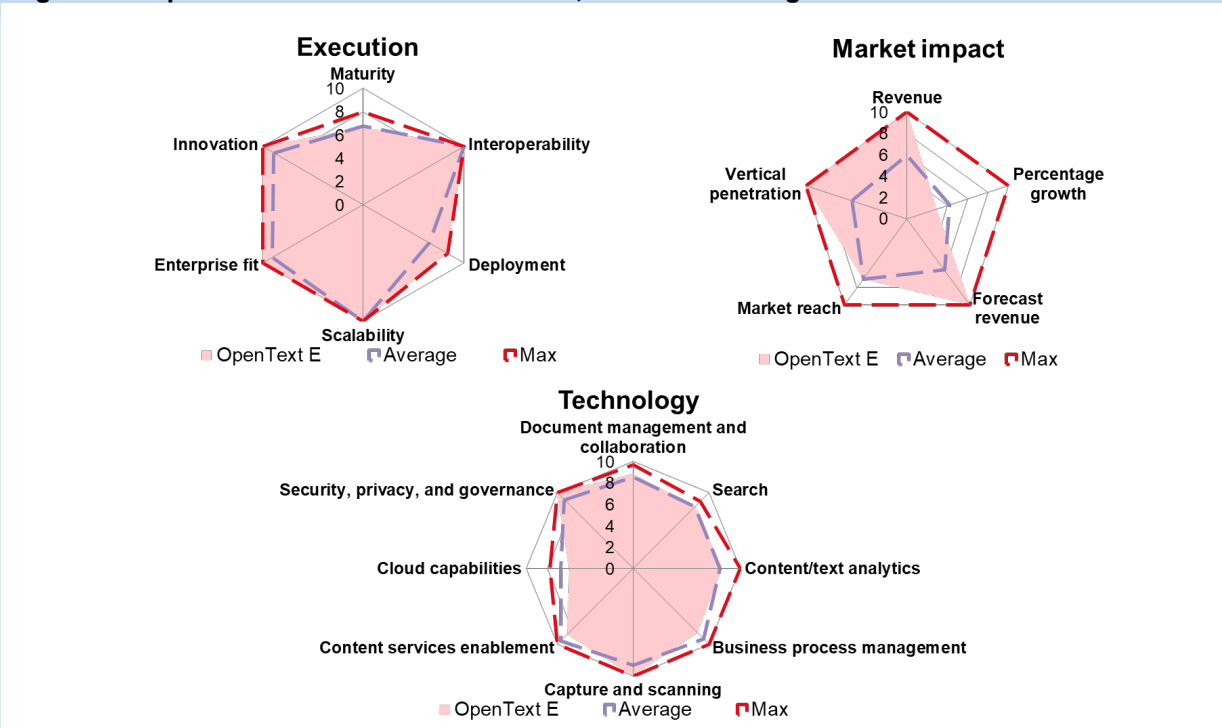 Execution
Maturity
10
8
6
4
2
0
Innovation
Interoperability
Enterprise fit
Deployment
Scalability
OpenText E
Average
Max
Market impact
Revenue
10
8
6
4
2
0
Vertical
penetration
Percentage
growth
Market reach
Forecast
revenue
OpenText E
Average
Max
Technology
Document management and
collaboration
10
8
6
4
2
0
Security, privacy, and governance
Search
Cloud capabilities
Content/text analytics
Content services enablement
Business process management
Capture and scanning
OpenText E
Average
Max